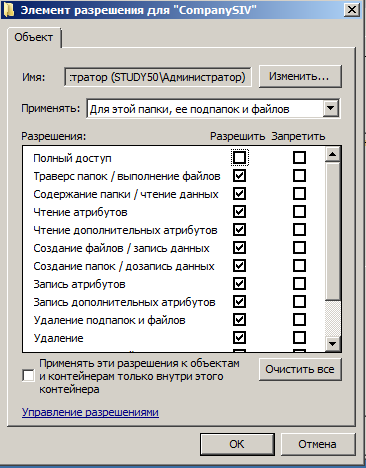 Элемент разрешения для "CompanySIV"
Объект
Имя: :тратор (STUDY50\Администратор) Изменить...
Применять: Для этой папки, ее подпапок и файлов
Разрешения: Разрешить Запретить
Полный доступ
Траверс папок / выполнение файлов
Содержание папки / чтение данных
Чтение атрибутов
Чтение дополнительных атрибутов
Создание файлов / запись данных
Создание папок / дозапись данных
Запись атрибутов
Запись дополнительных атрибутов
Удаление подпапок и файлов
Удаление
Применять эти разрешения к объектам Очистить все
и контейнерам только внутри этого
контейнера
Управление разрешениями
ОК Отмена